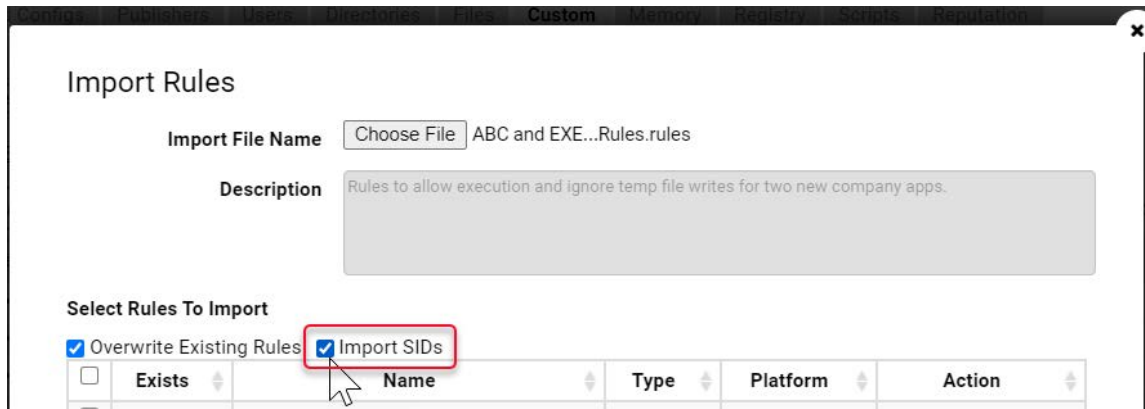 Configs Publishers Users Directories Files Custom Memory Registry Scripts Reputation
Import Rules
Import File Name Choose File ABC and EXE...Rules.rules
Description Rules to allow execution and ignore temp file writes for two new company apps.
Select Rules To Import
Overwrite Existing Rules Import SIDs
Exists Name Type Platform Action